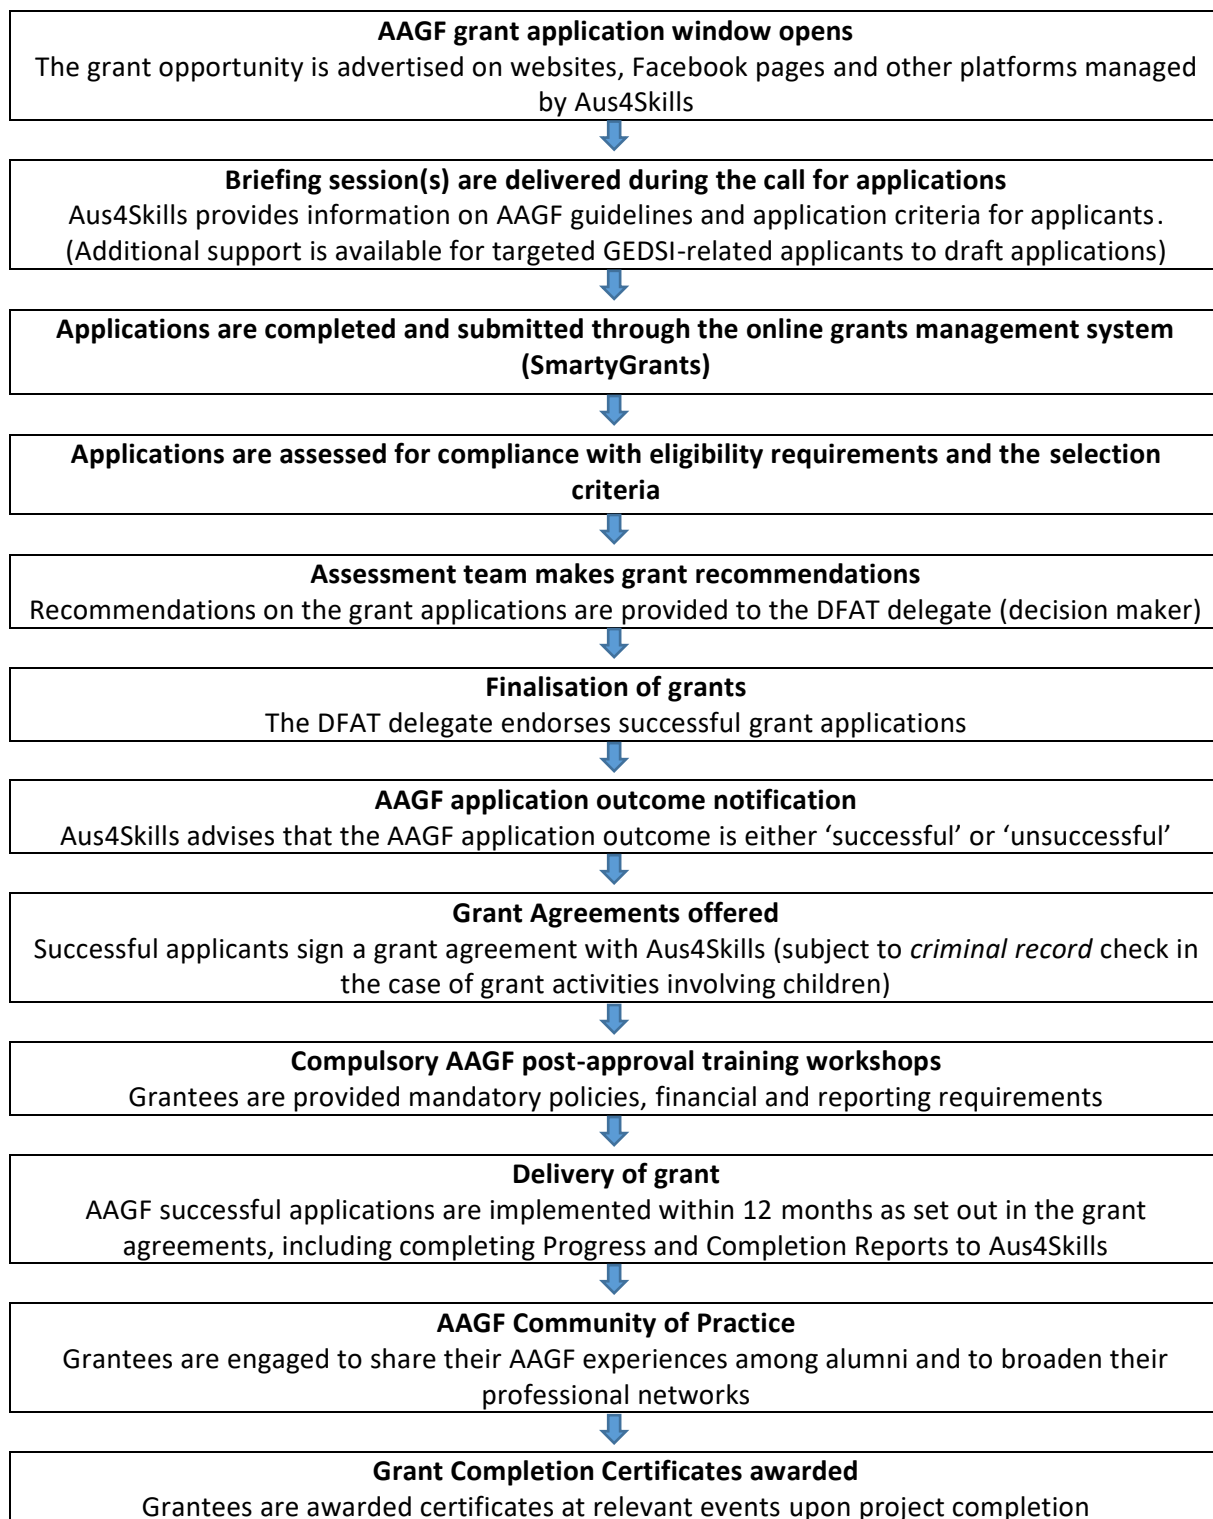 AAGF grant application window opens
The grant opportunity is advertised on websites, Facebook pages and other platforms managed
by Aus4Skills
Briefing session(s) are delivered during the call for applications
Aus4Skills provides information on AAGF guidelines and application criteria for applicants.
(Additional support is available for targeted GEDSI-related applicants to draft applications)
Applications are completed and submitted through the online grants management system
(SmartyGrants)
Applications are assessed for compliance with eligibility requirements and the selection
criteria
Assessment team makes grant recommendations
Recommendations on the grant applications are provided to the DFAT delegate (decision maker)
Finalisation of grants
The DFAT delegate endorses successful grant applications
AAGF application outcome notification
Aus4Skills advises that the AAGF application outcome is either ‘successful’ or ‘unsuccessful’
Grant Agreements offered
Successful applicants sign a grant agreement with Aus4Skills (subject to criminal record check in
the case of grant activities involving children)
Compulsory AAGF post-approval training workshops
Grantees are provided mandatory policies, financial and reporting requirements
Delivery of grant
AAGF successful applications are implemented within 12 months as set out in the grant
agreements, including completing Progress and Completion Reports to Aus4Skills
AAGF Community of Practice
Grantees are engaged to share their AAGF experiences among alumni and to broaden their
professional networks
Grant Completion Certificates awarded
Grantees are awarded certificates at relevant events upon project completion